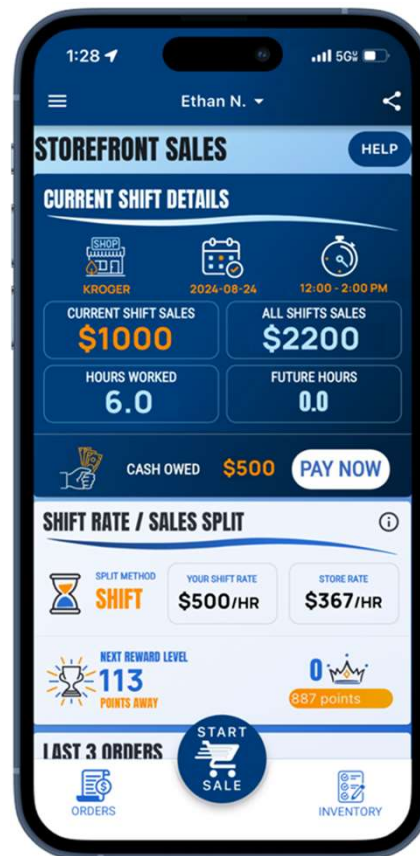 1:28 5G
Ethan N.
STOREFRONT SALES HELP
CURRENT SHIFT DETAILS
SHOP
KROGER 2024-08-24 12:00 - 2:00 PM
CURRENT SHIFT SALES ALL SHIFTS SALES
$1000 $2200
HOURS WORKED FUTURE HOURS
6.0 0.0
CASH OWED $500 PAY NOW
SHIFT RATE / SALES SPLIT
SPLIT METHOD YOUR SHIFT RATE STORE RATE
SHIFT $500/HR $367/HR
NEXT REWARD LEVEL
113 0
POINTS AWAY 887 points
START
LAST 3 ORDERS
SALE
ORDERS INVENTORY